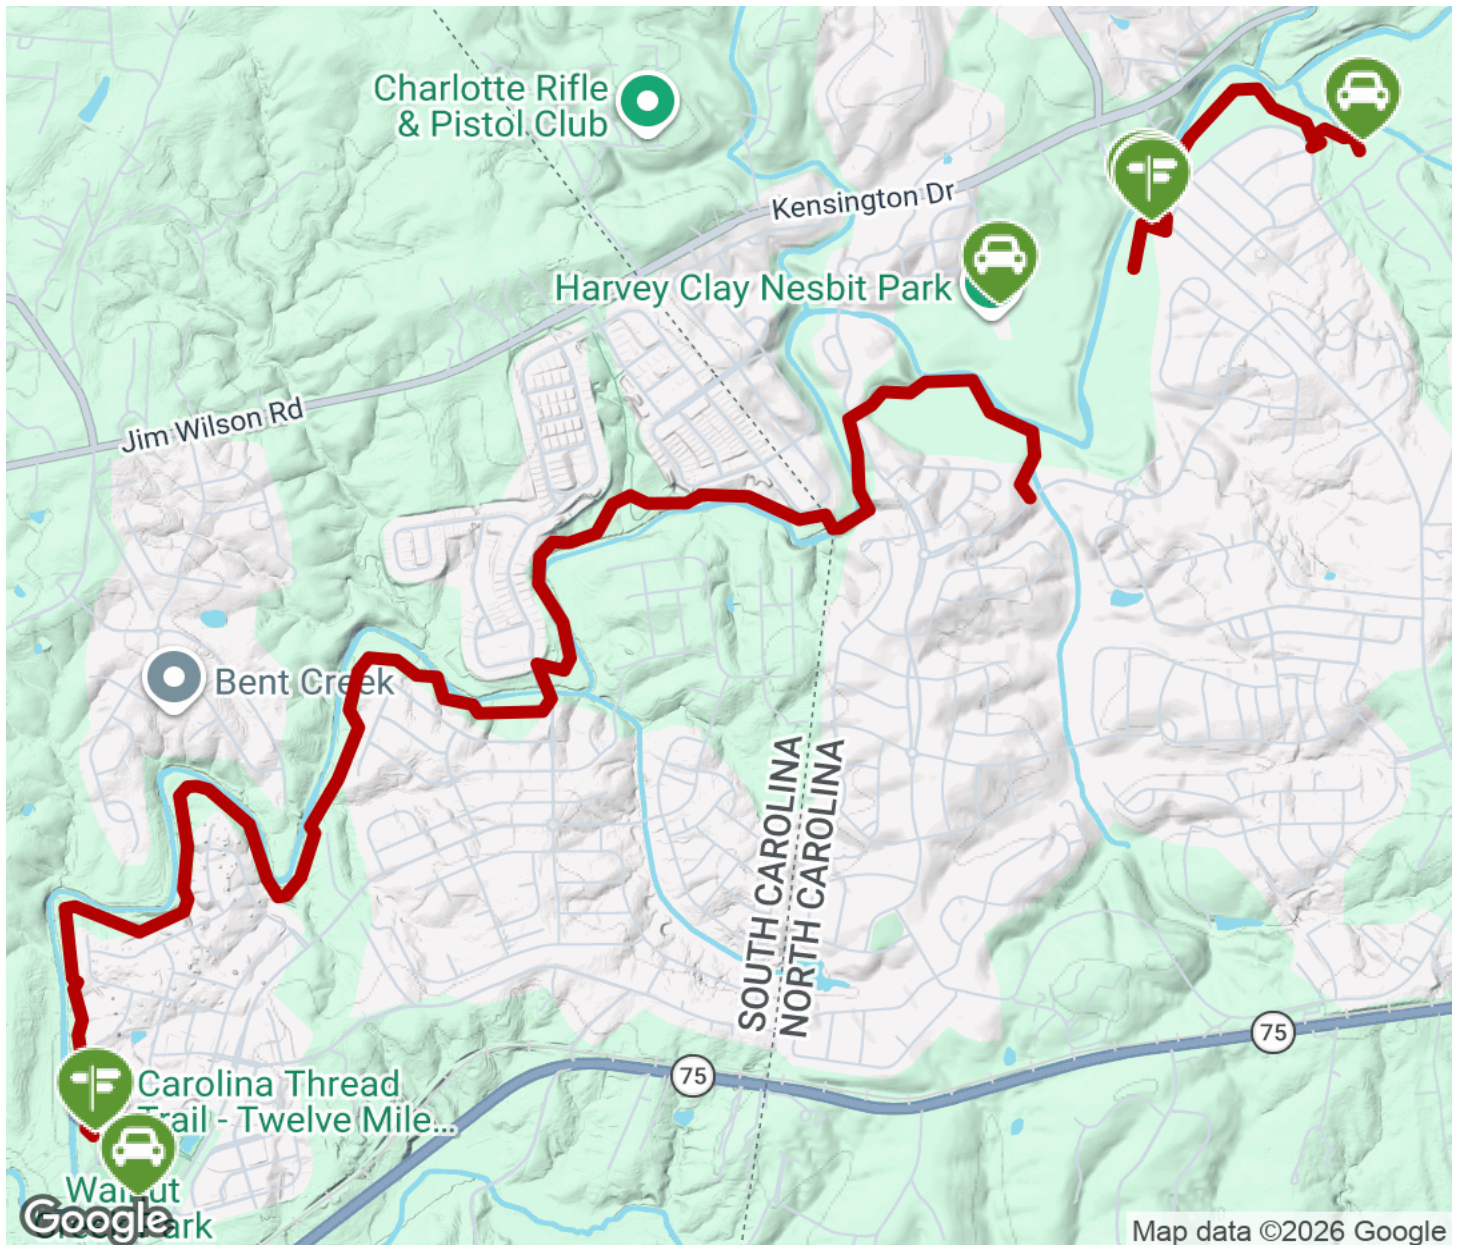 Charlotte Rifle
& Pistol Club
Kensington Dr
Harvey Clay Nesbit Park
Jim Wilson Rd
Bent Creek
SOUTH CAROLINA
NORTH CAROLINA
75
75
Carolina Thread
Trail - Twelve Mile...
Park
Google
Map data ©2026 Google